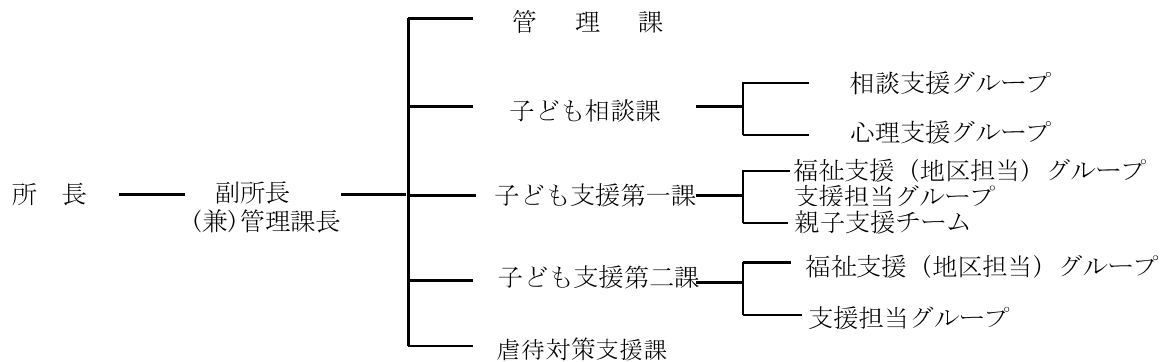 管　理　課
相談支援グループ
子ども相談課
心理支援グループ
福祉支援（地区担当）グループ
所　長
副所長
子ども支援第一課
支援担当グループ
(兼)管理課長
親子支援チーム
福祉支援（地区担当）グループ
子ども支援第二課
支援担当グループ
虐待対策支援課